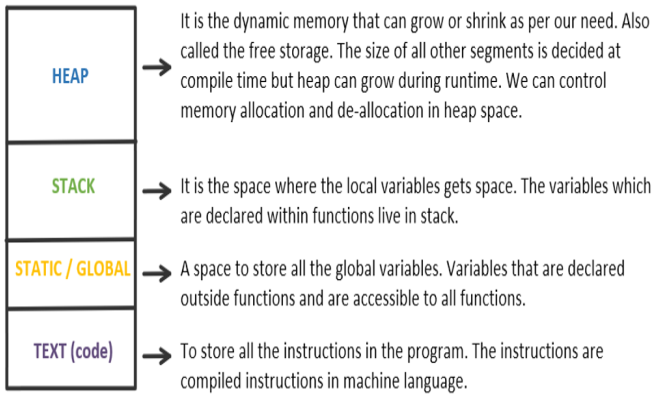 HEAP
It is the dynamic memory that can grow or shrink as per our need. Also
called the free storage. The size of all other segments is decided at
compile time but heap can grow during runtime. We can control
memory allocation and de-allocation in heap space.
STACK
It is the space where the local variables gets space. The variables which
are declared within functions live in stack.
STATIC / GLOBAL
A space to store all the global variables. Variables that are declared
outside functions and are accessible to all functions.
TEXT (code)
To store all the instructions in the program. The instructions are
compiled instructions in machine language.